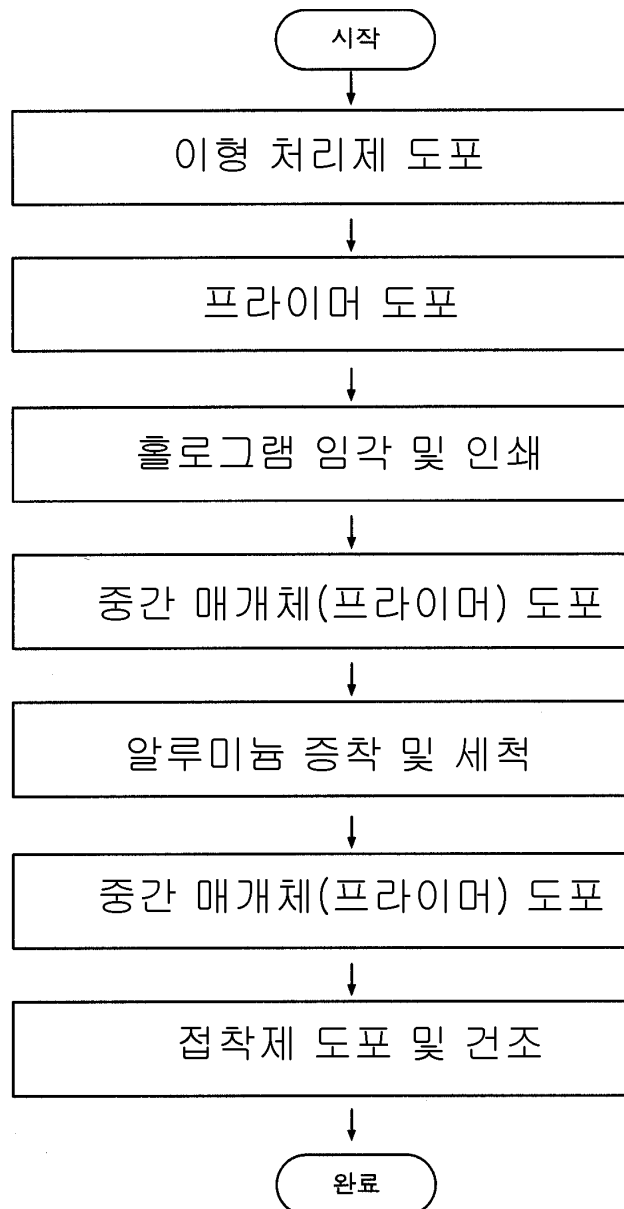 시작
이형 처리제 도포
프라이머 도포
홀로그램 임각 및 인쇄
중간 매개체(프라이머) 도포
알루미늄 증착 및 세척
중간 매개체(프라이머) 도포
접착제 도포 및 건조
완료